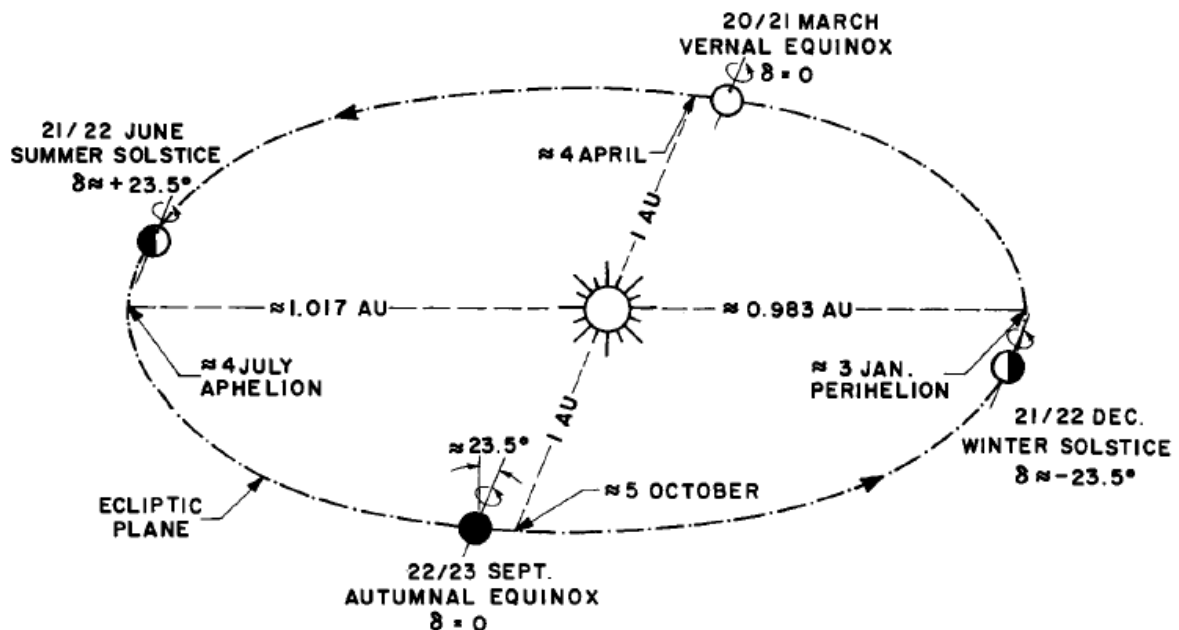 20/21 MARCH
VERNAL EQUINOX
δ = 0
21/22 JUNE
SUMMER SOLSTICE
δ≈+23.5°
≈4 APRIL
1 AU
≈1.017 AU
≈0.983 AU
≈4 JULY
APHELION
≈ 3 JAN.
PERIHELION
1 AU
21/22 DEC.
WINTER SOLSTICE
δ≈-23.5°
≈23.5°
≈5 OCTOBER
ECLIPTIC
PLANE
22/23 SEPT.
AUTUMNAL EQUINOX
δ = 0